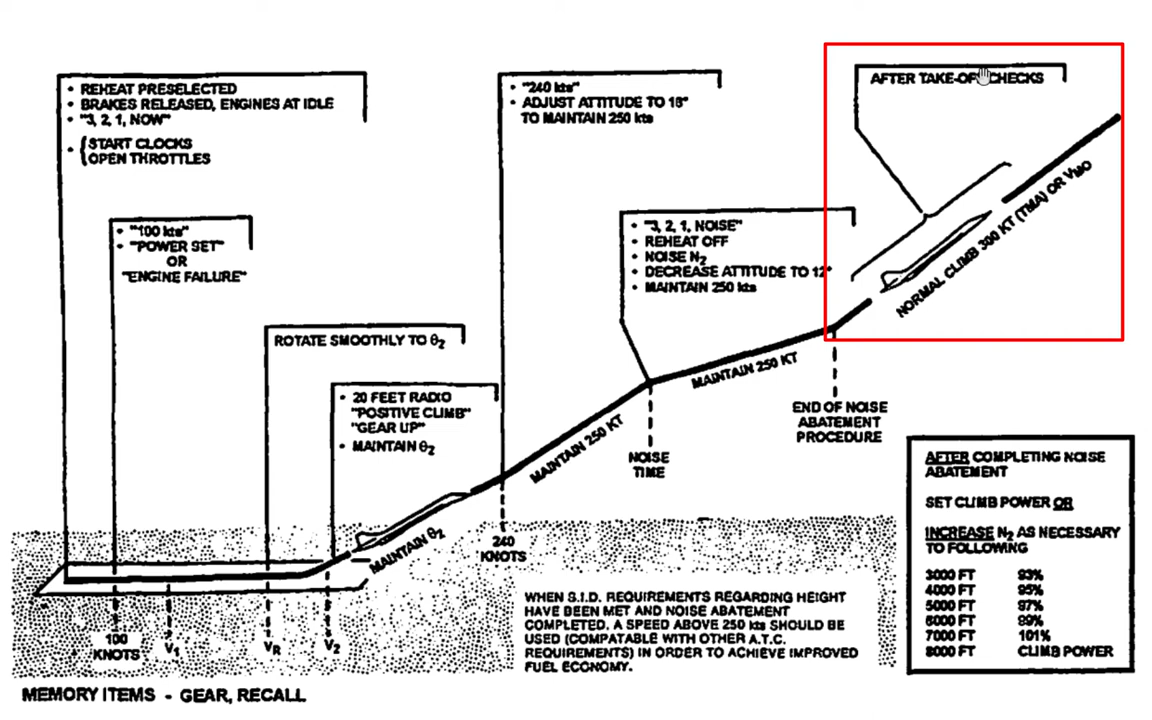 • REHEAT PRESELECTED
• BRAKES RELEASED, ENGINES AT IDLE
• "3, 2, 1, NOW"
• {START CLOCKS
OPEN THROTTLES
• "100 kts"
• "POWER SET"
OR
"ENGINE FAILURE"
ROTATE SMOOTHLY TO θ2
• 20 FEET RADIO
"POSITIVE CLIMB"
"GEAR UP"
• MAINTAIN θ2
• "240 kts"
• ADJUST ATTITUDE TO 18°
TO MAINTAIN 250 kts
• "3, 2, 1, NOISE"
• REHEAT OFF
• NOISE N2
• DECREASE ATTITUDE TO 12°
• MAINTAIN 250 kts
AFTER TAKE-OFF CHECKS
NORMAL CLIMB 300 KT (TMA) OR VMO
MAINTAIN 250 KT
MAINTAIN 250 KT
MAINTAIN θ2
END OF NOISE
ABATEMENT
PROCEDURE
NOISE
TIME
240
KNOTS
100
KNOTS
V1
VR
V2
WHEN S.I.D. REQUIREMENTS REGARDING HEIGHT
HAVE BEEN MET AND NOISE ABATEMENT
COMPLETED. A SPEED ABOVE 250 kts SHOULD BE
USED (COMPATABLE WITH OTHER A.T.C.
REQUIREMENTS) IN ORDER TO ACHIEVE IMPROVED
FUEL ECONOMY.
AFTER COMPLETING NOISE
ABATEMENT
SET CLIMB POWER OR
INCREASE N2 AS NECESSARY
TO FOLLOWING
3000 FT 93%
4000 FT 95%
5000 FT 97%
6000 FT 99%
7000 FT 101%
8000 FT CLIMB POWER
MEMORY ITEMS - GEAR, RECALL